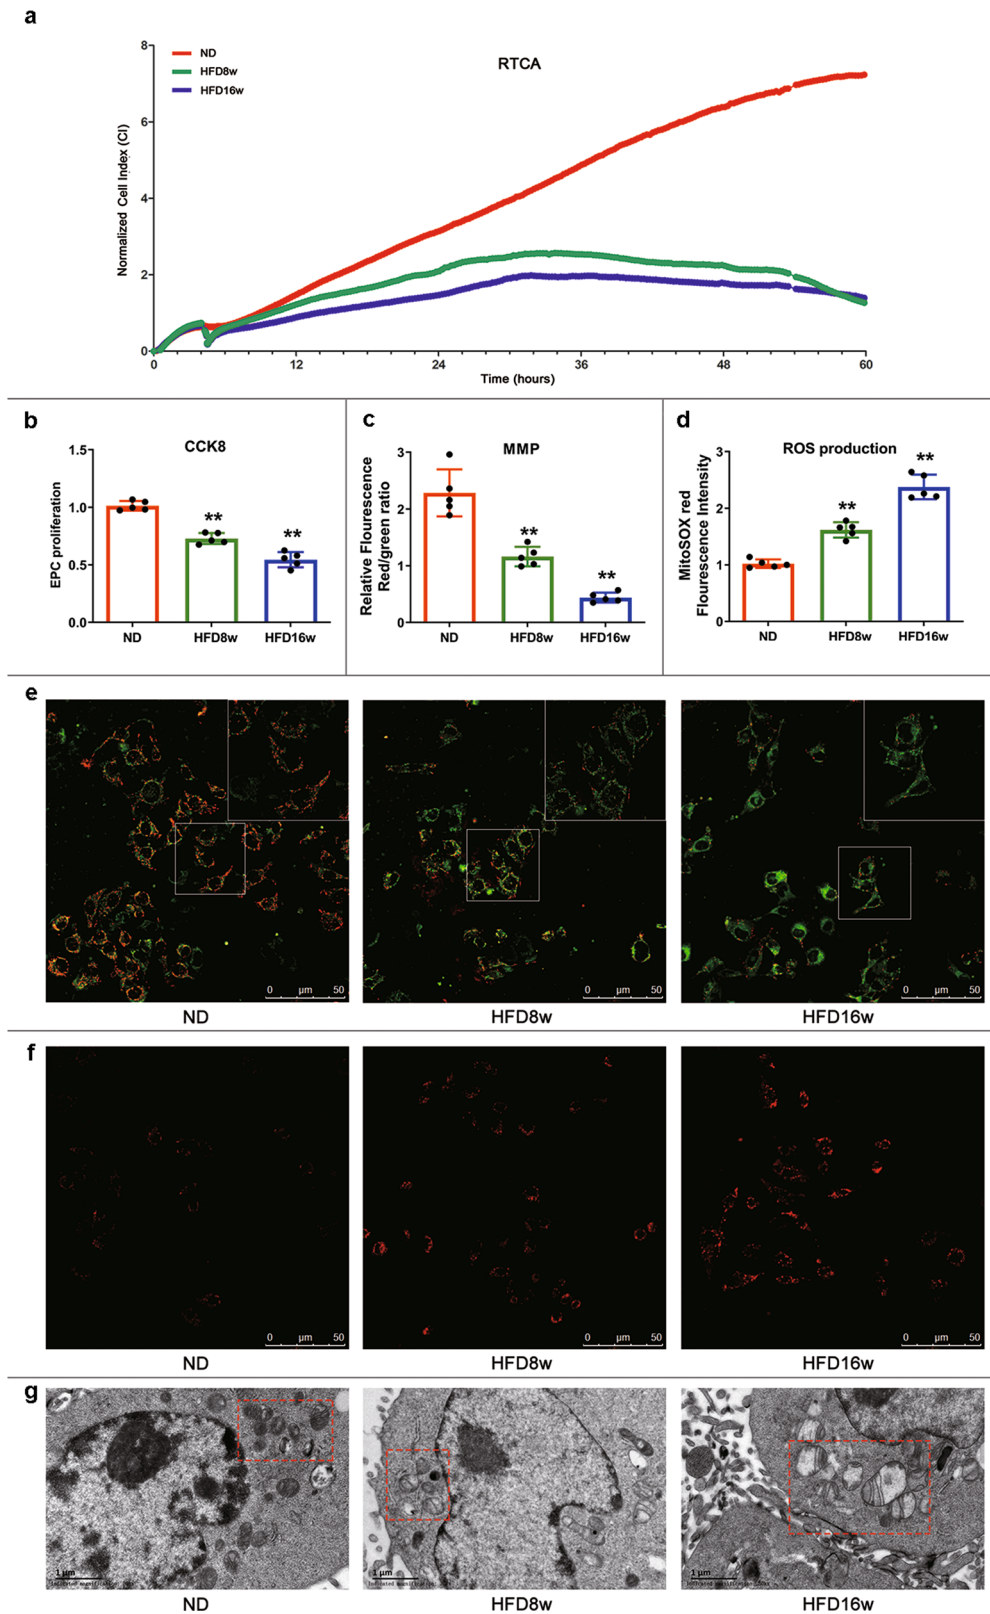 a
RTCA
ND
HFD8w
HFD16w
Normalized Cell Index (CI)
8
6
4
2
0
0 12 24 36 48 60
Time (hours)
b
CCK8
EPC proliferation
1.5
1.0
0.5
0.0
**
**
ND HFD8w HFD16w
c
MMP
Relative Flourescence
Red/green ratio
3
2
1
0
**
**
ND HFD8w HFD16w
d
ROS production
MitoSOX red
Flourescence Intensity
3
2
1
0
**
**
ND HFD8w HFD16w
e
0 µm 50
0 µm 50
0 µm 50
ND HFD8w HFD16w
f
0 µm 50
0 µm 50
0 µm 50
ND HFD8w HFD16w
g
1 µm
1 µm
1 µm
ND HFD8w HFD16w